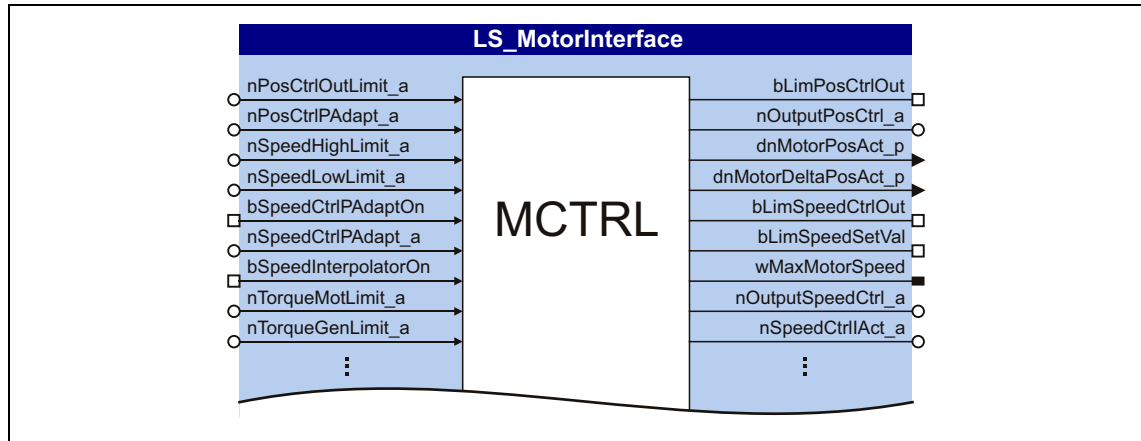 LS_MotorInterface
nPosCtrlOutLimit_a
nPosCtrlPAdapt_a
nSpeedHighLimit_a
nSpeedLowLimit_a
bSpeedCtrlPAdaptOn
nSpeedCtrlPAdapt_a
bSpeedInterpolatorOn
nTorqueMotLimit_a
nTorqueGenLimit_a
MCTRL
bLimPosCtrlOut
nOutputPosCtrl_a
dnMotorPosAct_p
dnMotorDeltaPosAct_p
bLimSpeedCtrlOut
bLimSpeedSetVal
wMaxMotorSpeed
nOutputSpeedCtrl_a
nSpeedCtrlIAct_a